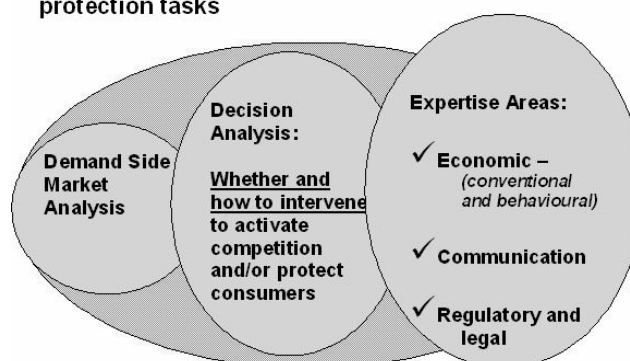 protection tasks
Demand Side
Market
Analysis
Decision
Analysis:
Whether and
how to intervene
to activate
competition
and/or protect
consumers
Expertise Areas:
✓ Economic –
(conventional
and behavioural)
✓ Communication
✓ Regulatory and
legal